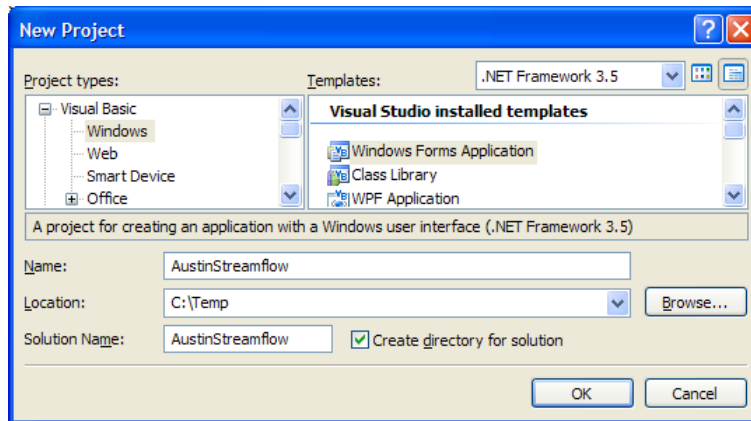 New Project
Project types:
Templates:
.NET Framework 3.5
Visual Basic
Windows
Web
Smart Device
Office
Visual Studio installed templates
Windows Forms Application
Class Library
WPF Application
A project for creating an application with a Windows user interface (.NET Framework 3.5)
Name:
AustinStreamflow
Location:
C:\Temp
Browse...
Solution Name:
AustinStreamflow
Create directory for solution
OK
Cancel